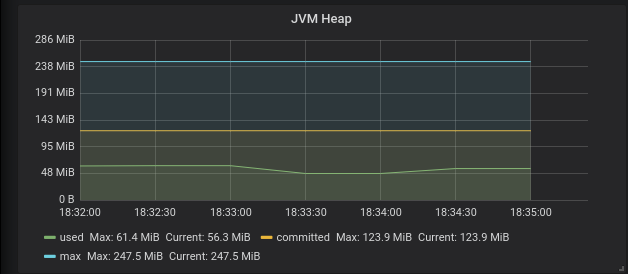 JVM Heap
286 MiB
238 MiB
191 MiB
143 MiB
95 MiB
48 MiB
0 B
18:32:00 18:32:30 18:33:00 18:33:30 18:34:00 18:34:30 18:35:00
used Max: 61.4 MiB Current: 56.3 MiB committed Max: 123.9 MiB Current: 123.9 MiB
max Max: 247.5 MiB Current: 247.5 MiB